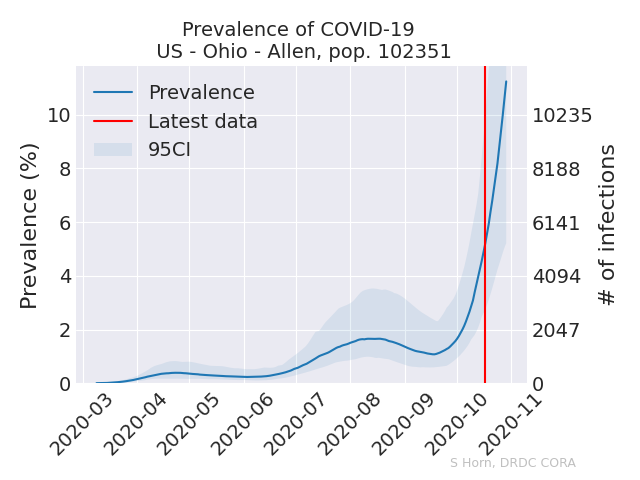 Prevalence of COVID-19
US - Ohio - Allen, pop. 102351
Prevalence
Latest data
95CI
Prevalence (%)
10
8
6
4
2
0
10235
8188
6141
4094
2047
0
# of infections
2020-03
2020-04
2020-05
2020-06
2020-07
2020-08
2020-09
2020-10
2020-11
S Horn, DRDC CORA